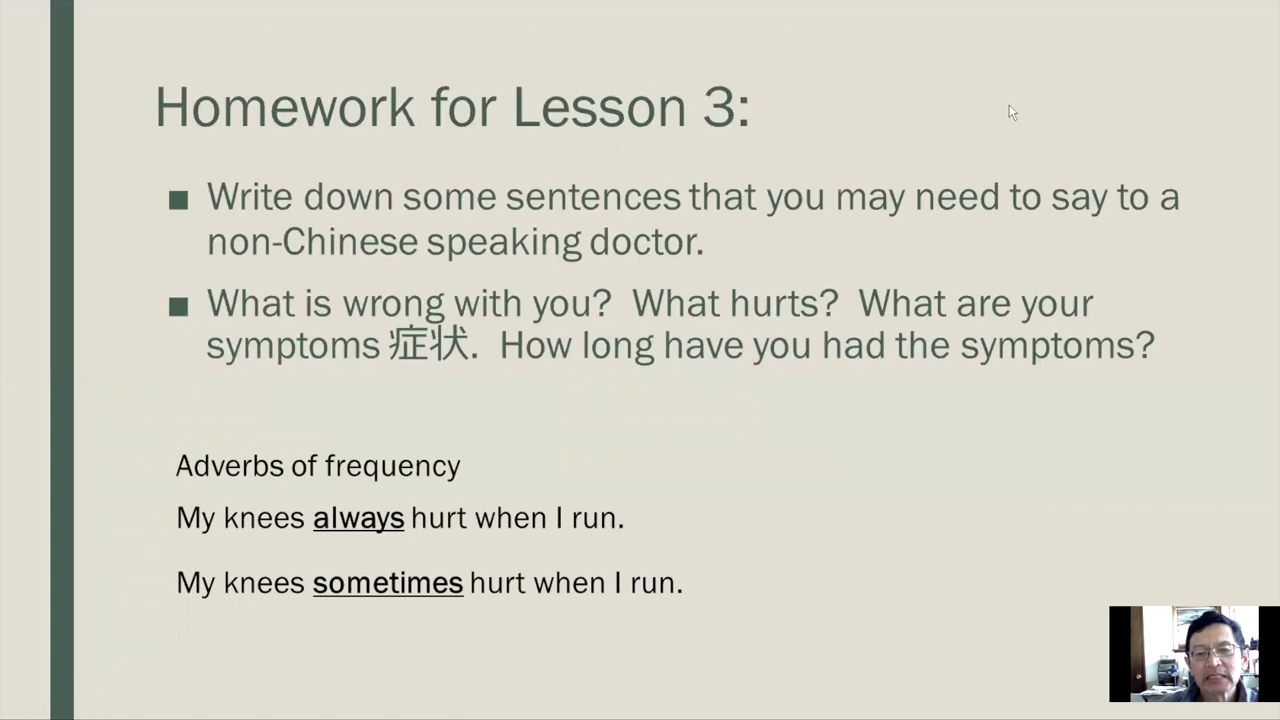 Homework for Lesson 3:
Write down some sentences that you may need to say to a
non-Chinese speaking doctor.
What is wrong with you? What hurts? What are your
symptoms 症状. How long have you had the symptoms?
Adverbs of frequency
My knees always hurt when I run.
My knees sometimes hurt when I run.